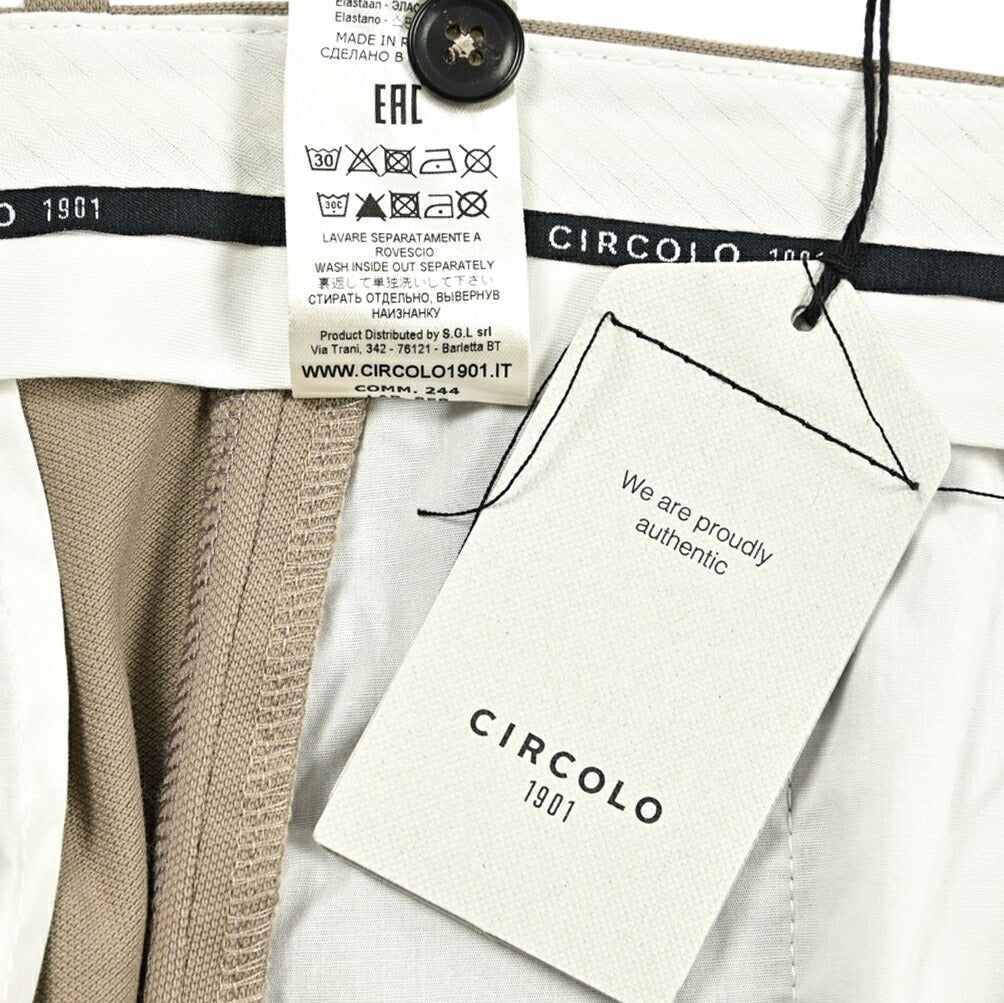 Elastaan -
Elastano -
MADE IN
СДЕЛАНО В
EAC
30
30C
LAVARE SEPARATAMENTE A
ROVESCIO
WASH INSIDE OUT SEPARATELY
裏返して単独洗いして下さい
СТИРАТЬ ОТДЕЛЬНО, ВЫВЕРНУВ
НАИЗНАНКУ
Product Distributed by S.G.L srl
Via Trani, 342 - 76121 - Barletta BT
WWW.CIRCOLO1901.IT
COMM. 244
O 1901
CIRCOLO 1901
We are proudly
authentic
CIRCOLO
1901